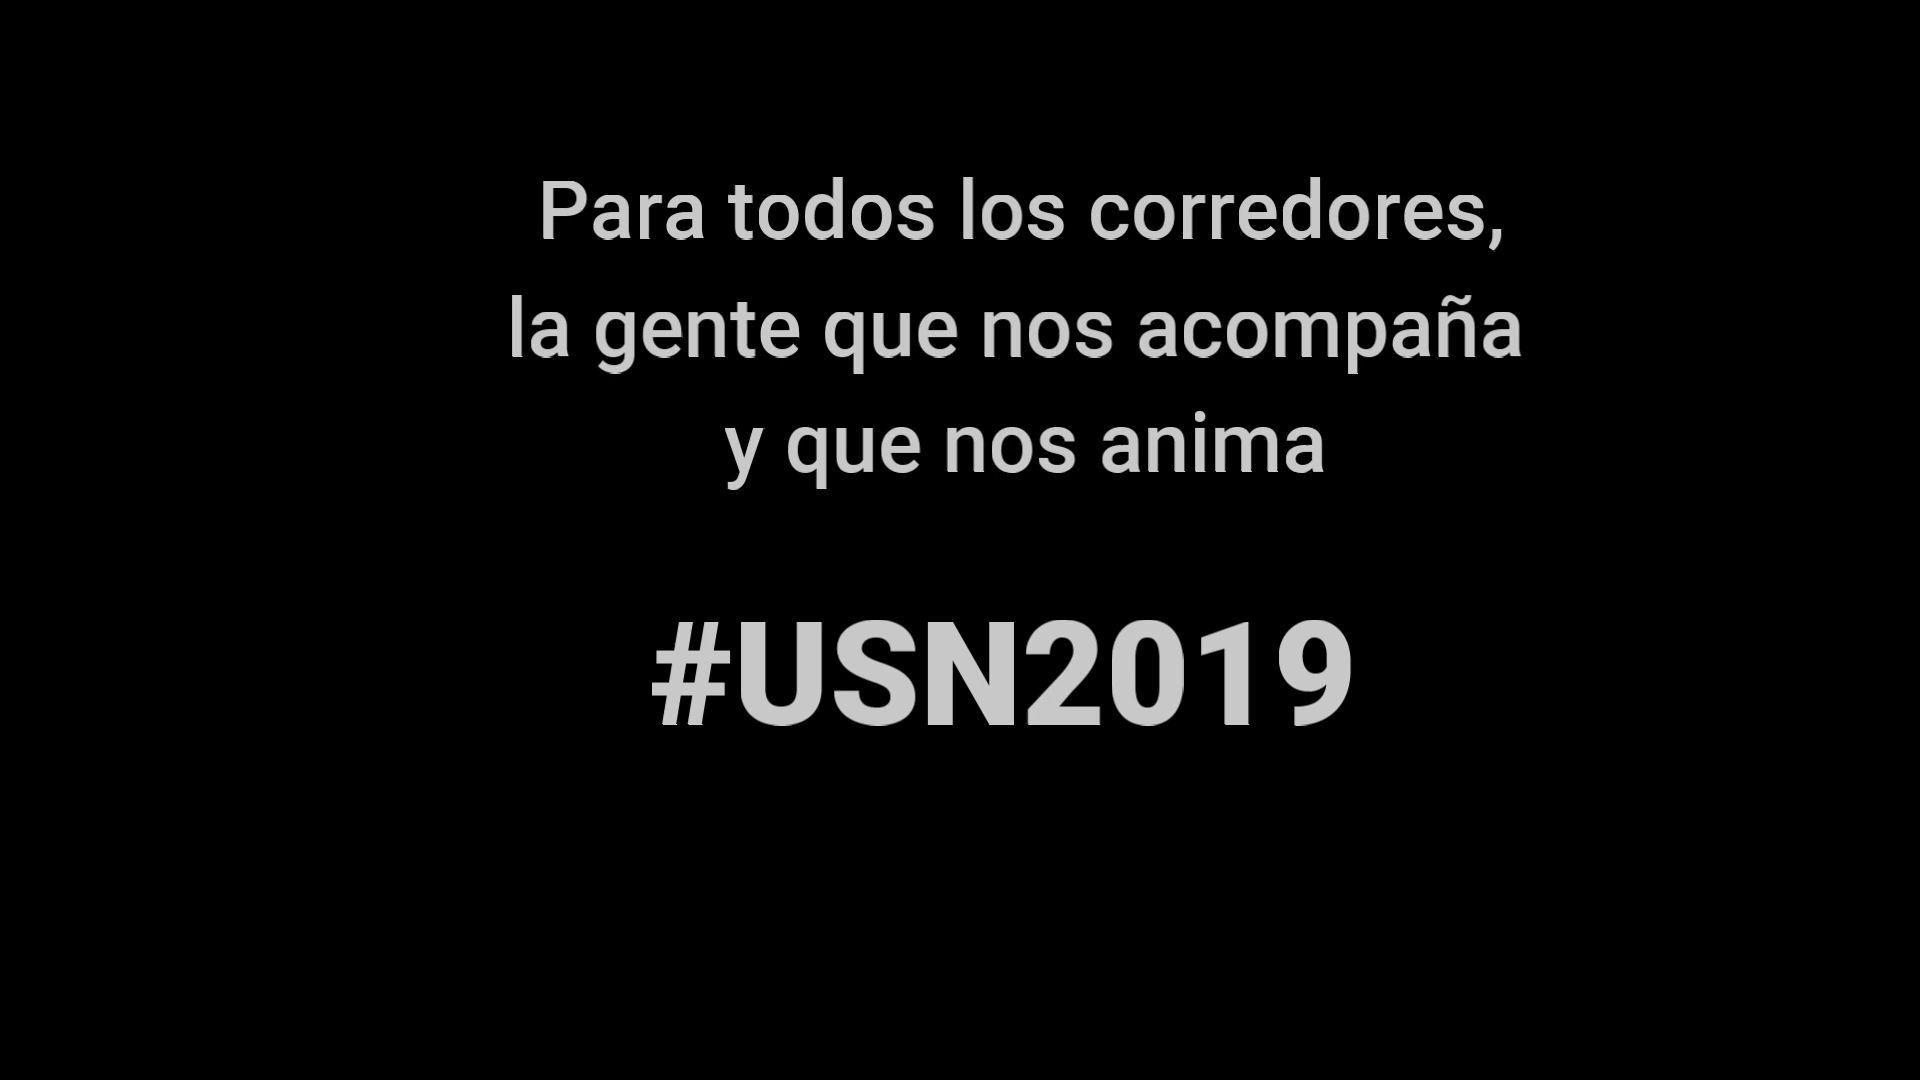 Para todos los corredores,
la gente que nos acompaña
y que nos anima
#USN2019